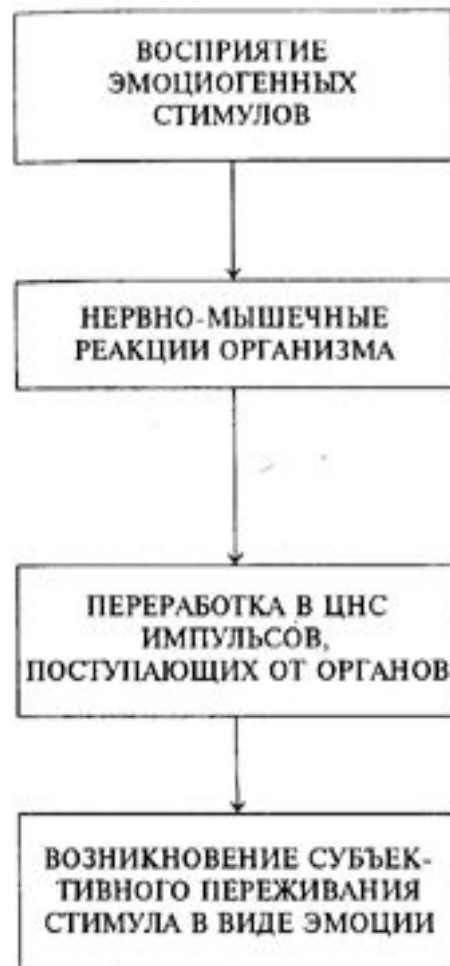 ВОСПРИЯТИЕ
ЭМОЦИОГЕННЫХ
СТИМУЛОВ
НЕРВНО-МЫШЕЧНЫЕ
РЕАКЦИИ ОРГАНИЗМА
ПЕРЕРАБОТКА В ЦНС
ИМПУЛЬСОВ,
ПОСТУПАЮЩИХ ОТ ОРГАНОВ
ВОЗНИКНОВЕНИЕ СУБЪЕК-
ТИВНОГО ПЕРЕЖИВАНИЯ
СТИМУЛА В ВИДЕ ЭМОЦИИ